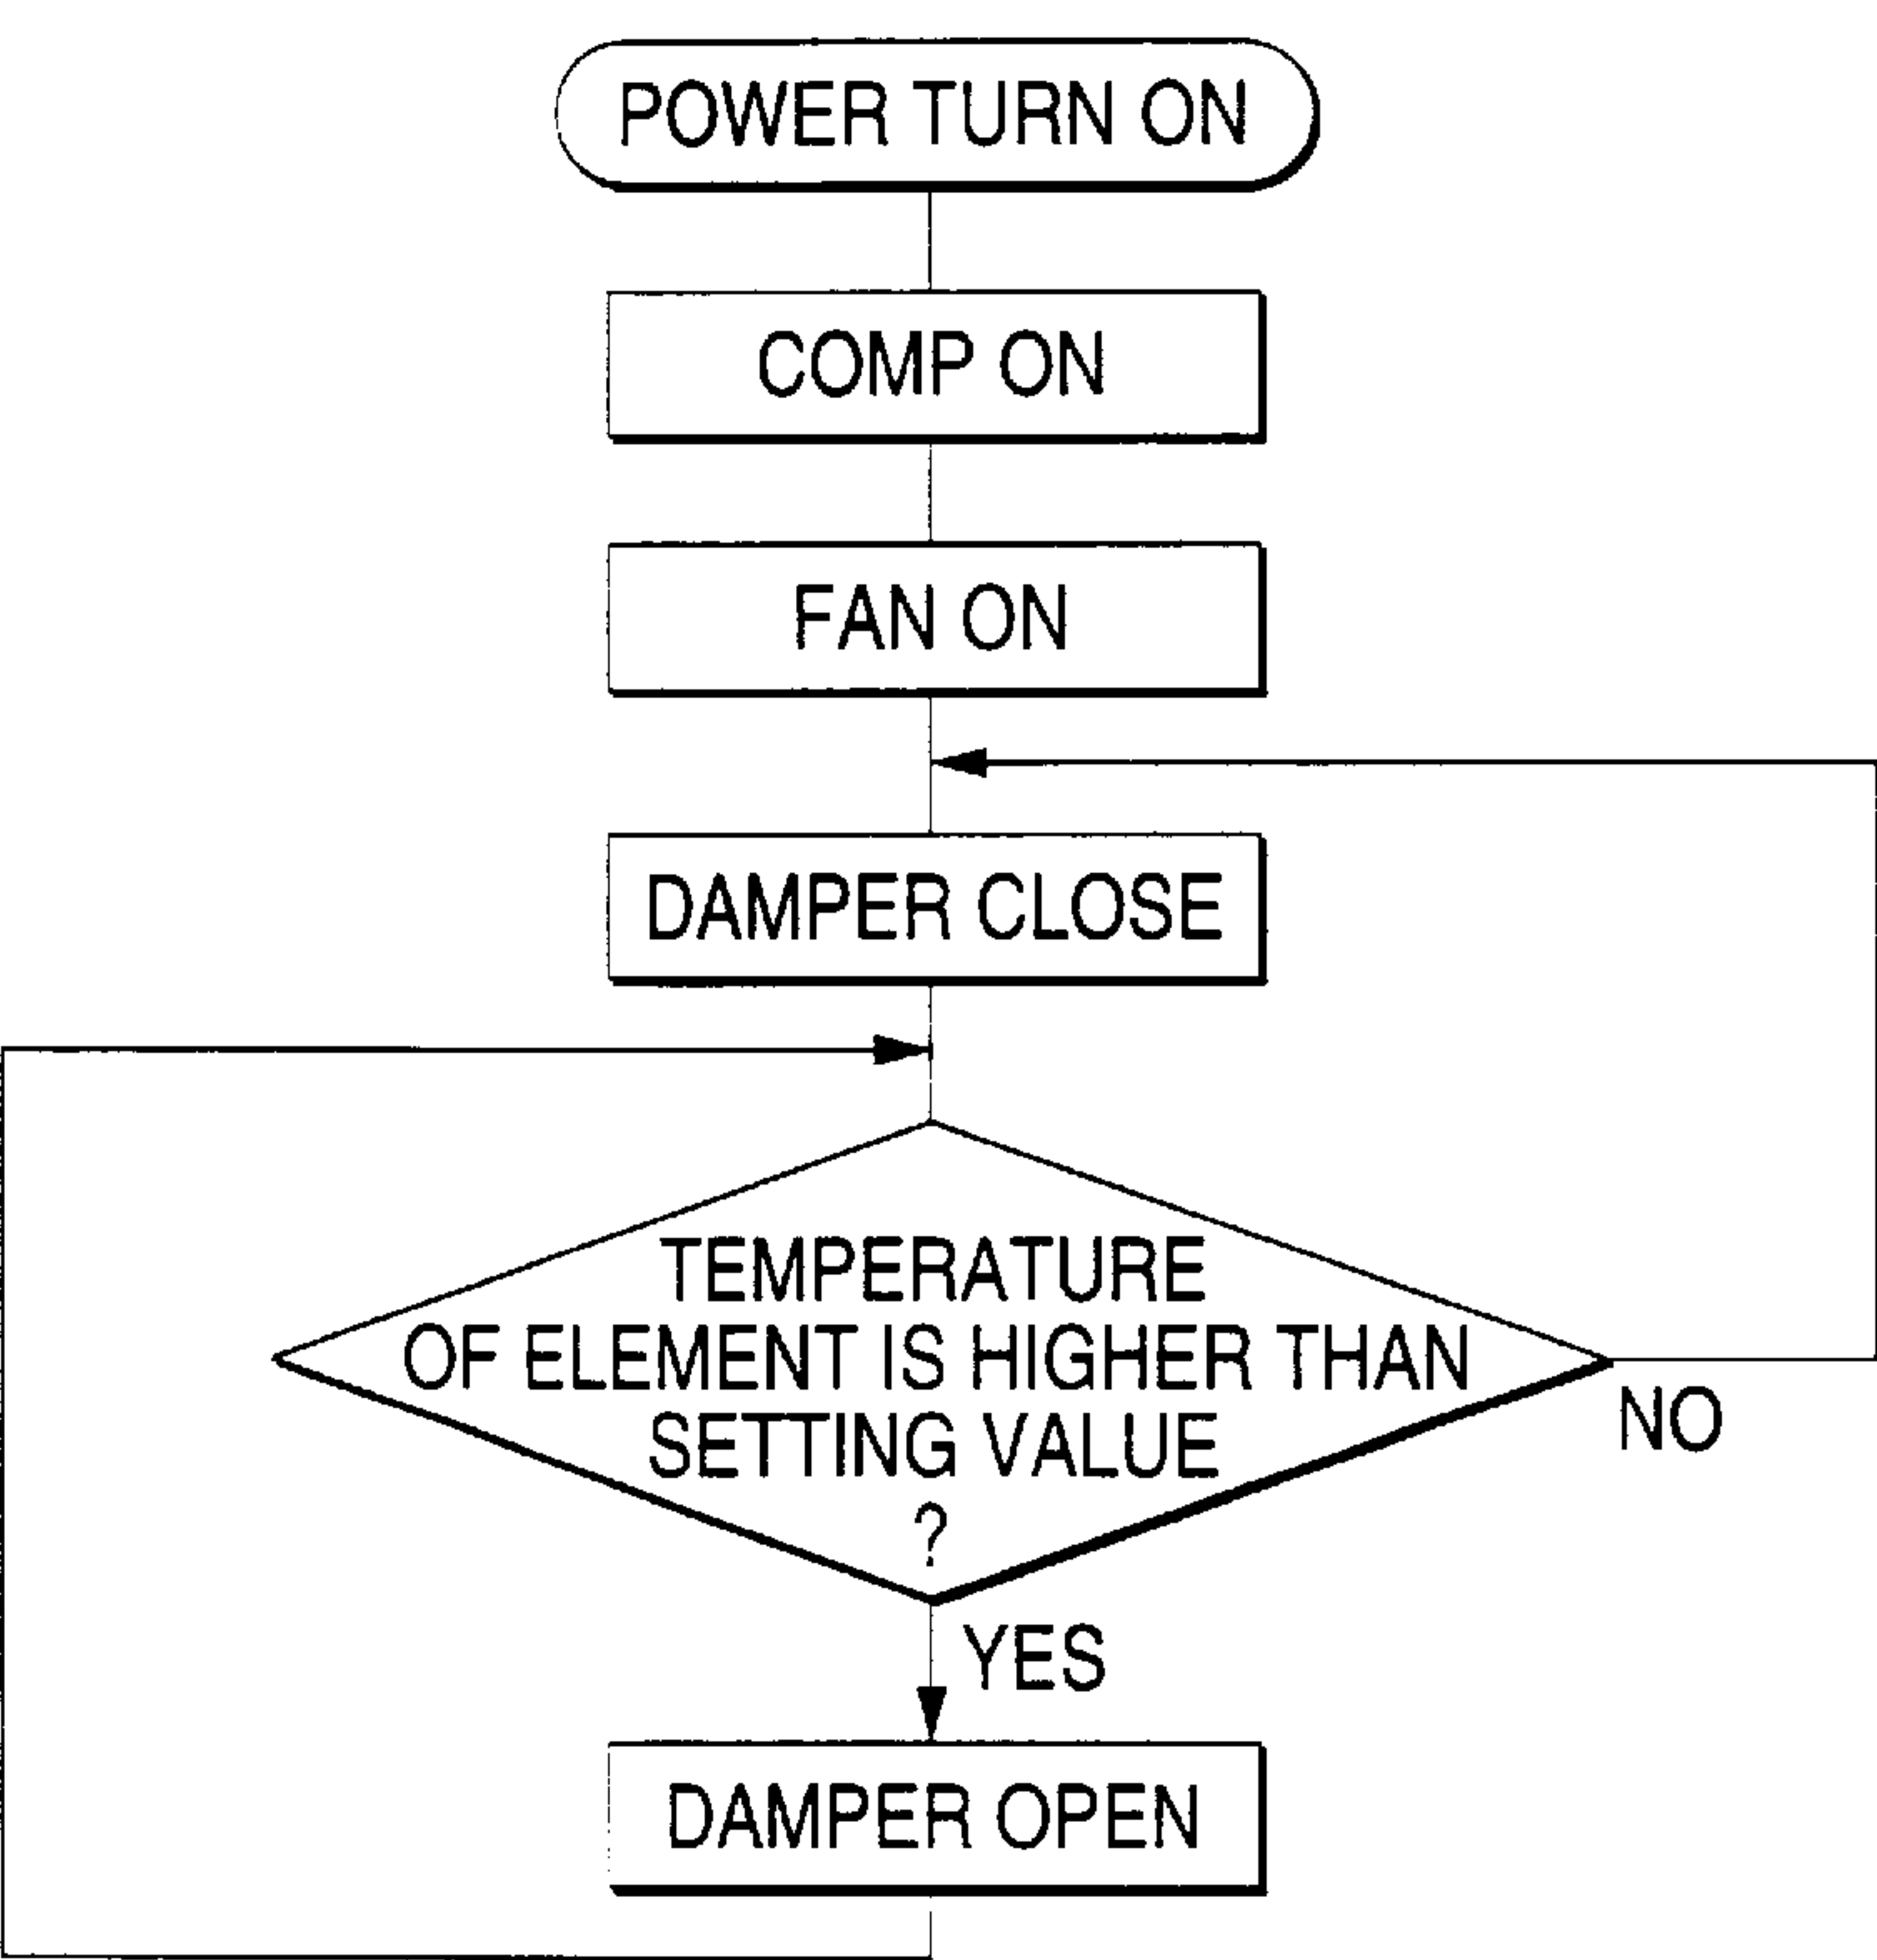 POWER TURN ON
COMP ON
FAN ON
DAMPER CLOSE
TEMPERATURE
OF ELEMENT IS HIGHER THAN
SETTING VALUE
?
NO
YES
DAMPER OPEN